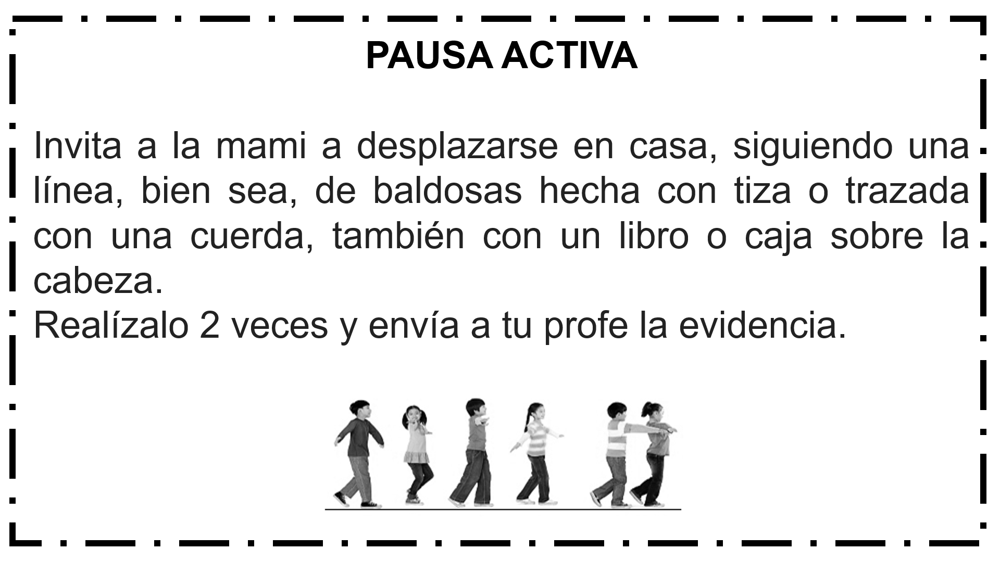 PAUSA ACTIVA
Invita a la mami a desplazarse en casa, siguiendo una
línea, bien sea, de baldosas hecha con tiza o trazada
con una cuerda, también con un libro o caja sobre la
cabeza.
Realízalo 2 veces y envía a tu profe la evidencia.